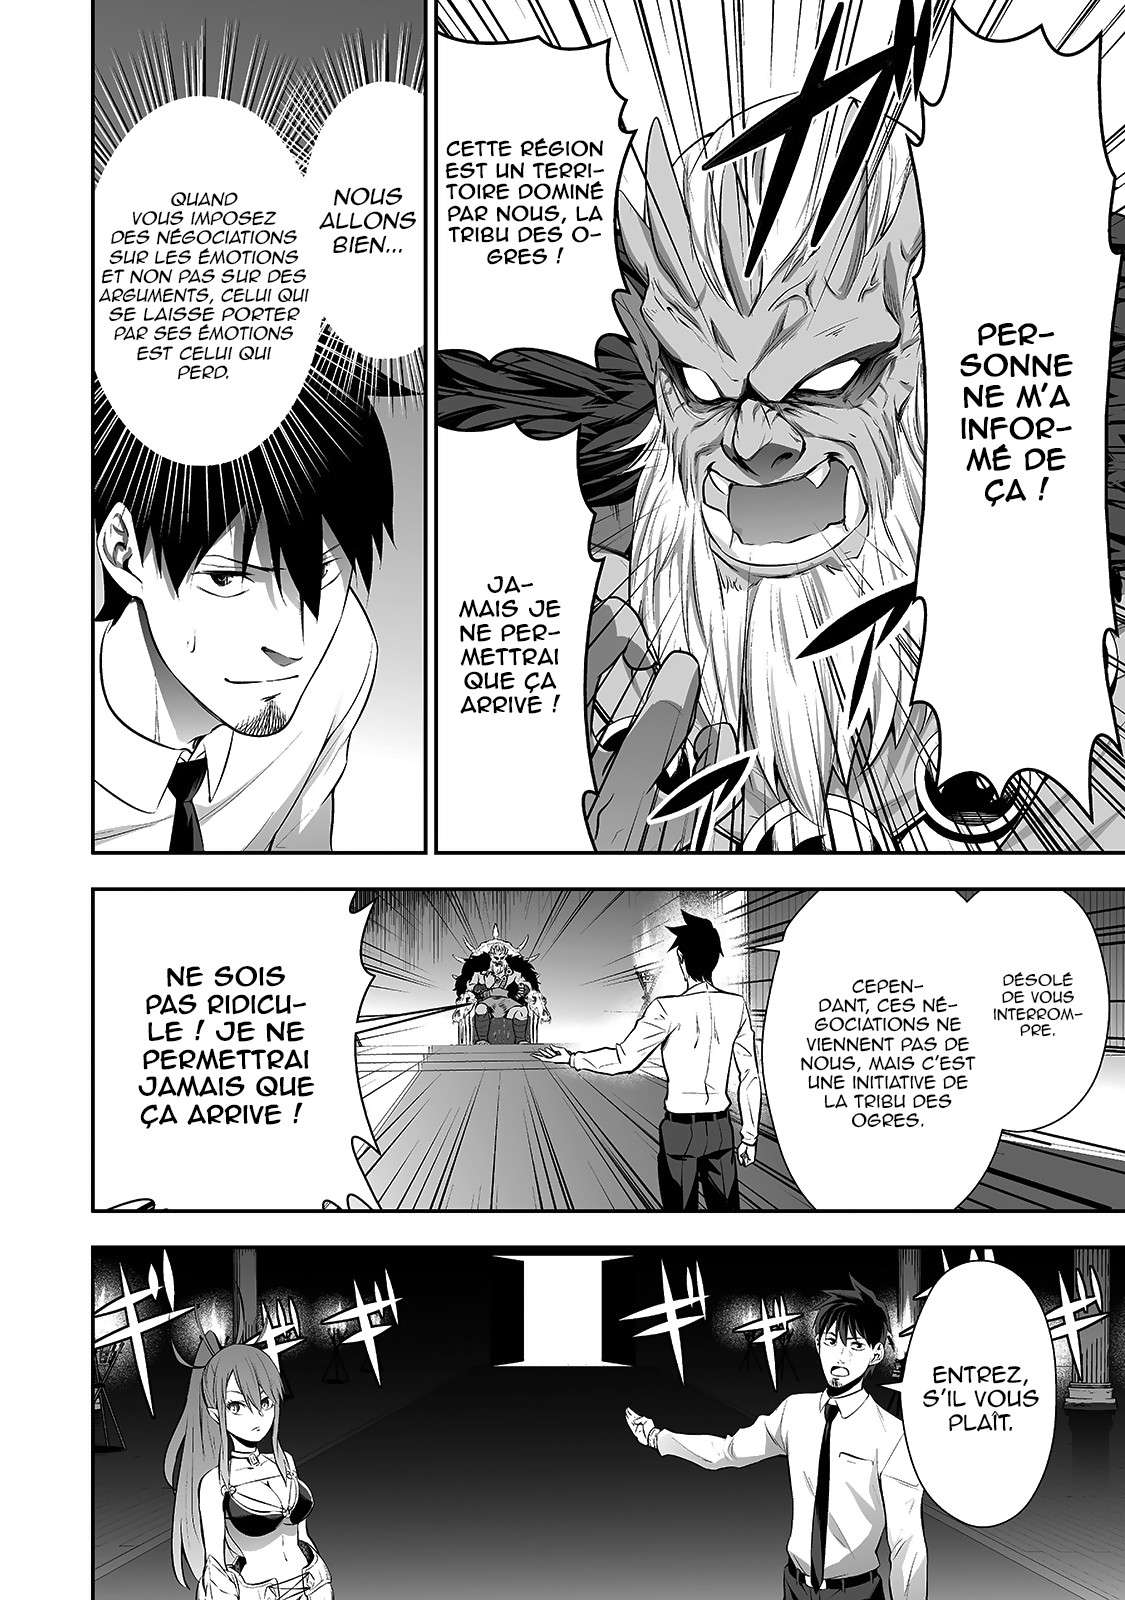 PER-
SONNE
NE M'A
INFOR-
MÉ DE
ÇA !
CETTE RÉGION
EST UN TERRI-
TOIRE DOMINÉ
PAR NOUS, LA
TRIBU DES O-
GRES !
JA-
MAIS JE
NE PER-
METTRAI
QUE ÇA
ARRIVE !
NOUS
ALLONS
BIEN...
QUAND
VOUS IMPOSEZ
DES NÉGOCIATIONS
SUR LES ÉMOTIONS
ET NON PAS SUR DES
ARGUMENTS, CELUI QUI
SE LAISSE PORTER
PAR SES ÉMOTIONS
EST CELUI QUI
PERD.
DÉSOLÉ
DE VOUS
INTERROM-
PRE.
CEPEN-
DANT, CES NÉ-
GOCIATIONS NE
VIENNENT PAS DE
NOUS, MAIS C'EST
UNE INITIATIVE DE
LA TRIBU DES
OGRES.
NE SOIS
PAS RIDICU-
LE ! JE NE
PERMETTRAI
JAMAIS QUE
ÇA ARRIVE !
ENTREZ,
S'IL VOUS
PLAÎT.
ギギギギギ